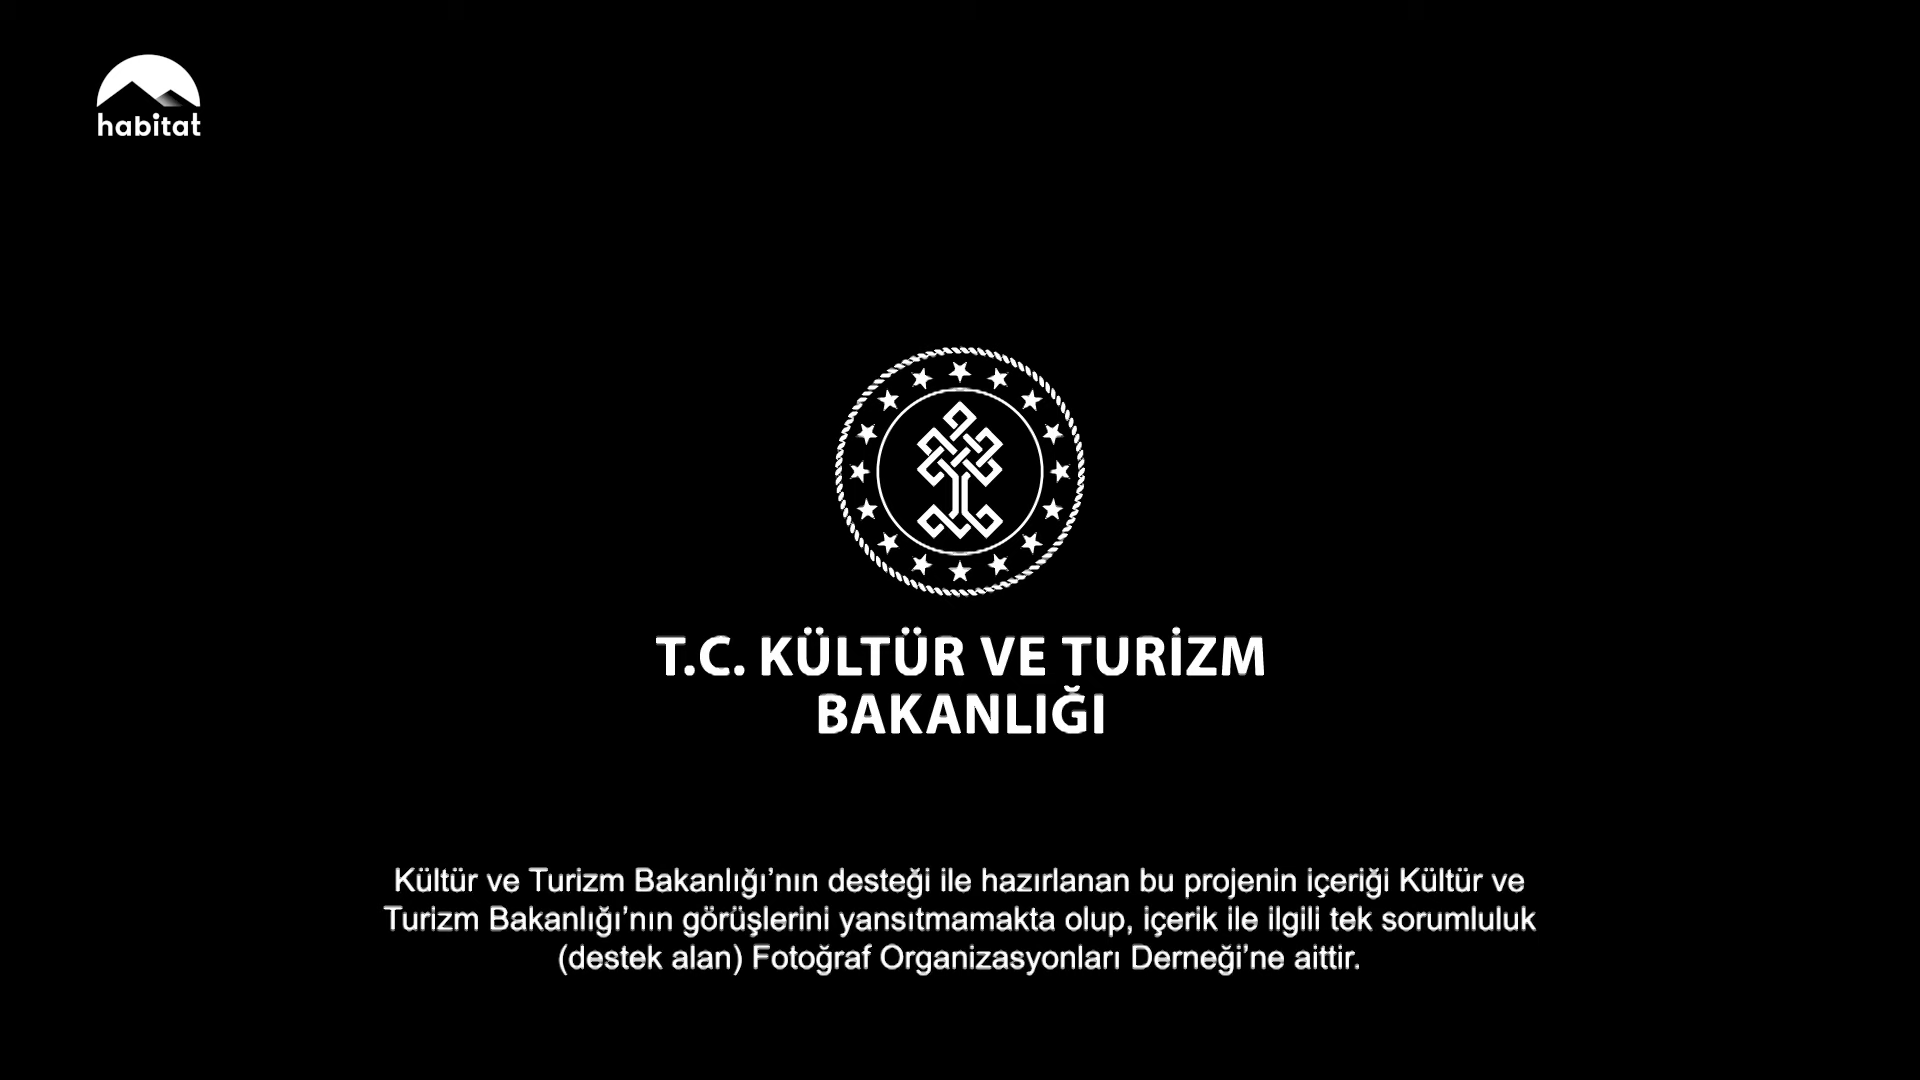 habitat
T.C. KÜLTÜR VE TURİZM
BAKANLIĞI
Kültür ve Turizm Bakanlığı’nın desteği ile hazırlanan bu projenin içeriği Kültür ve
Turizm Bakanlığı’nın görüşlerini yansıtmamakta olup, içerik ile ilgili tek sorumluluk
(destek alan) Fotoğraf Organizasyonları Derneği’ne aittir.